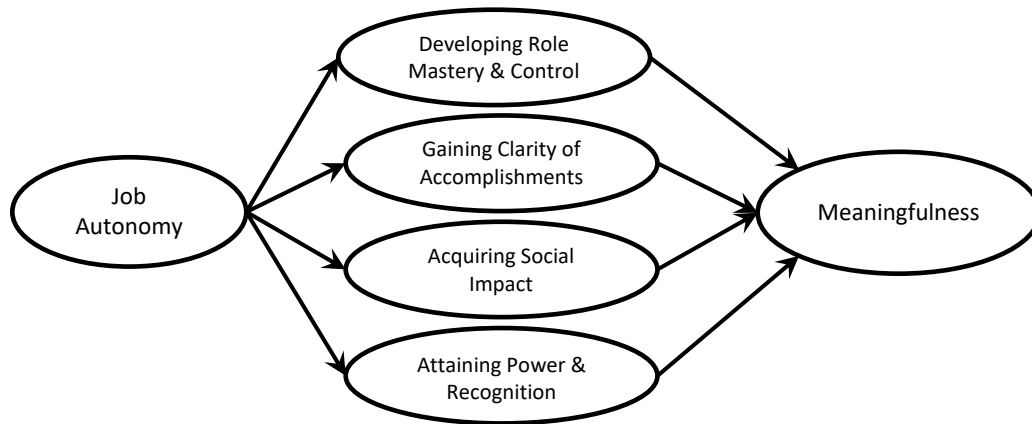 Developing Role
Mastery & Control
Gaining Clarity of
Accomplishments
Job
Autonomy
Meaningfulness
Acquiring Social
Impact
Attaining Power &
Recognition